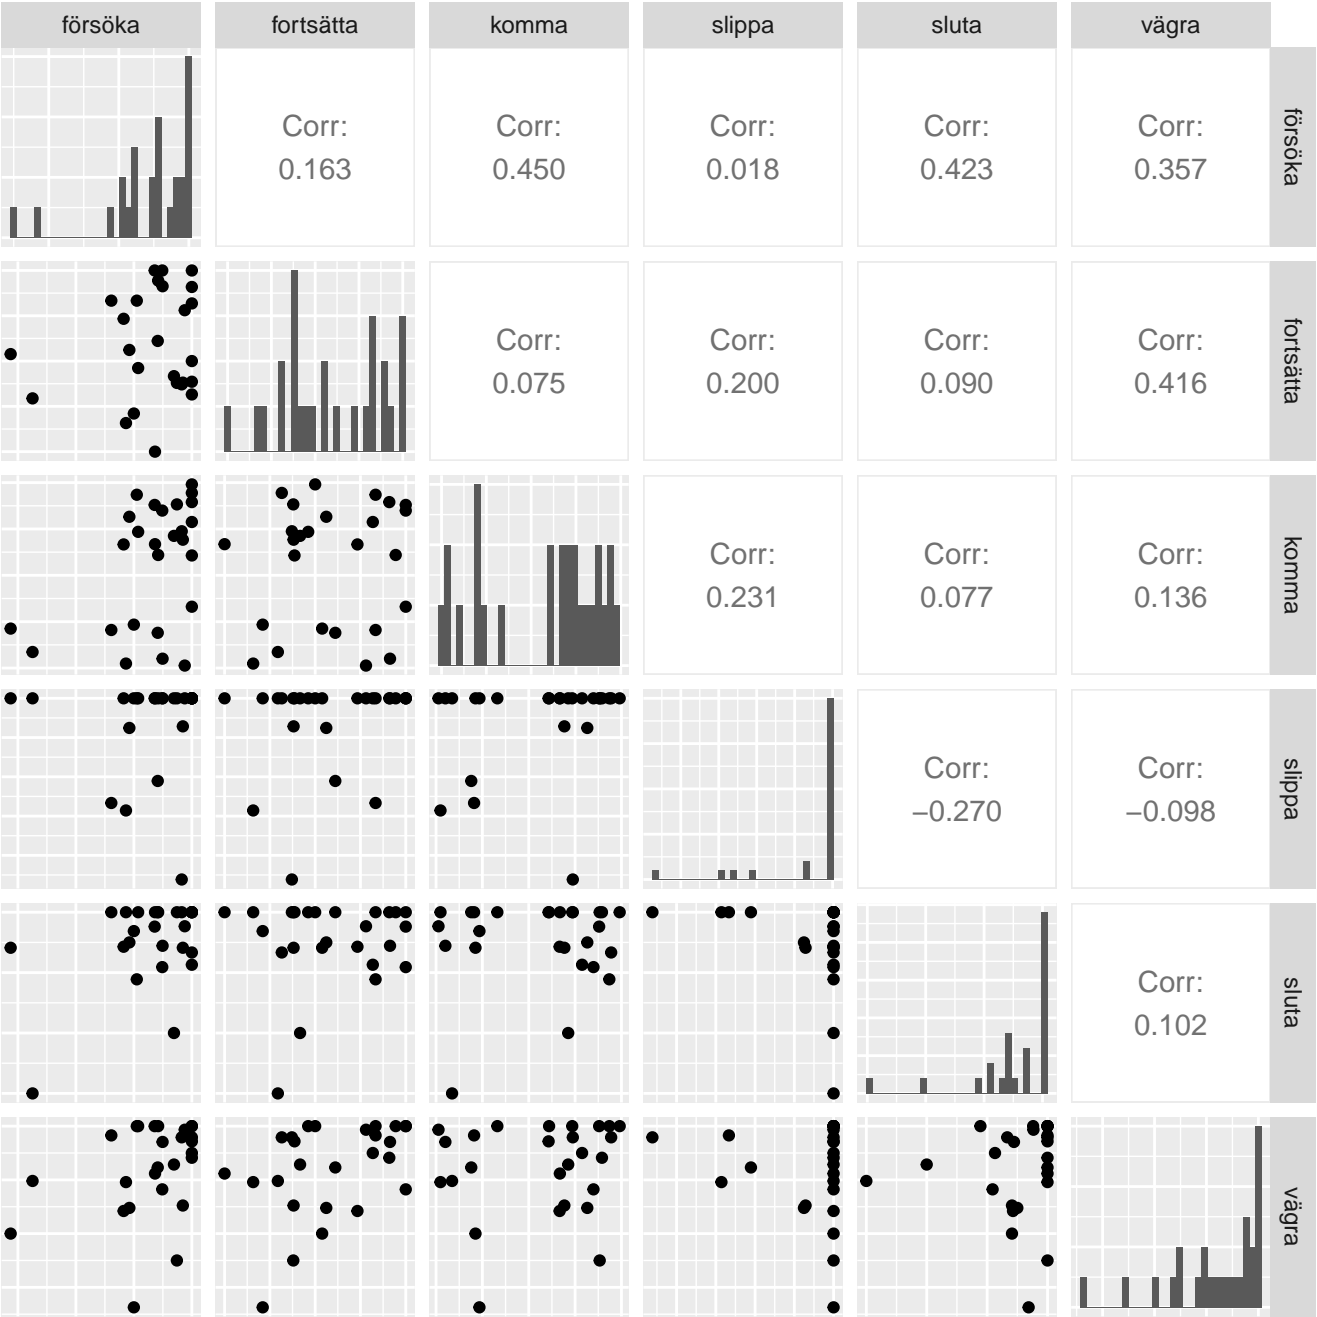 försöka fortsätta komma slippa sluta vägra
Corr: Corr: Corr: Corr: Corr:
0.163 0.450 0.018 0.423 0.357
försöka
Corr: Corr: Corr: Corr:
0.075 0.200 0.090 0.416
fortsätta
Corr: Corr: Corr:
0.231 0.077 0.136
komma
Corr: Corr:
−0.270 −0.098
slippa
Corr:
0.102
sluta
vägra